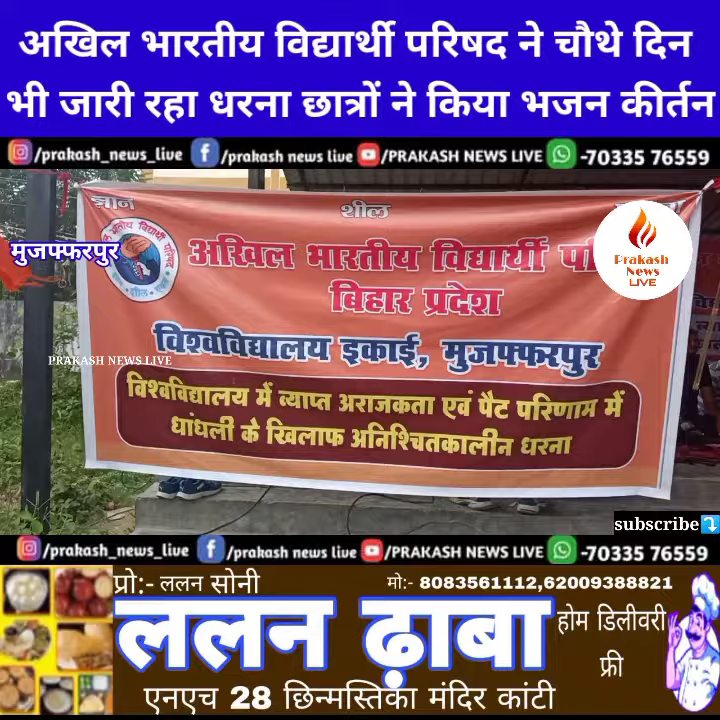 अखिल भारतीय विद्यार्थी परिषद ने चौथे दिन
भी जारी रहा धरना छात्रों ने किया भजन कीर्तन
/prakash_news_live /prakash news live /PRAKASH NEWS LIVE -70335 76559
ज्ञान शील
मुजफ्फरपुर
Prakash
News
LIVE
अखिल भारतीय विद्यार्थी
बिहार प्रदेश
विश्वविद्यालय इकाई, मुजफ्फरपुर
PRAKASH NEWS LIVE
विश्वविद्यालय में व्याप्त अराजकता एवं पैट परिणाम में
धांधली के खिलाफ अनिश्चितकालीन धरना
subscribe
/prakash_news_live /prakash news live /PRAKASH NEWS LIVE -70335 76559
प्रो:- ललन सोनी मो:- 8083561112,62009388821
ललन ढ़ाबा
होम डिलीवरी
फ्री
एनएच 28 छिन्मस्तिका मंदिर कांटी